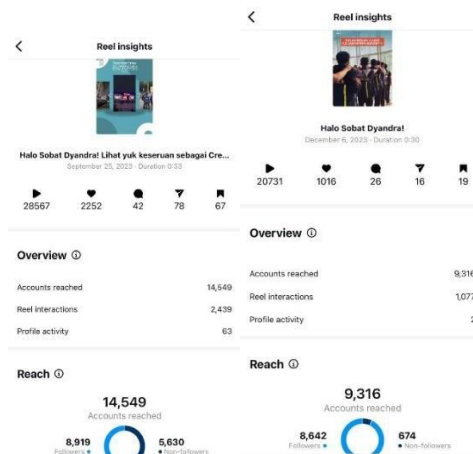 Reel insights
Halo Sobat Dyandra! Lihat yuk keseruan sebagai Cre...
September 25, 2023 · Duration 0:33
28567 2252 42 78 67
Overview
Accounts reached 14,549
Reel interactions 2,439
Profile activity 63
Reach
14,549
Accounts reached
8,919
Followers
5,630
Non-followers
Reel insights
Halo Sobat Dyandra!
December 6, 2023 · Duration 0:30
20731 1016 26 16 19
Overview
Accounts reached 9,316
Reel interactions 1,077
Profile activity 2
Reach
9,316
Accounts reached
8,642
Followers
674
Non-followers